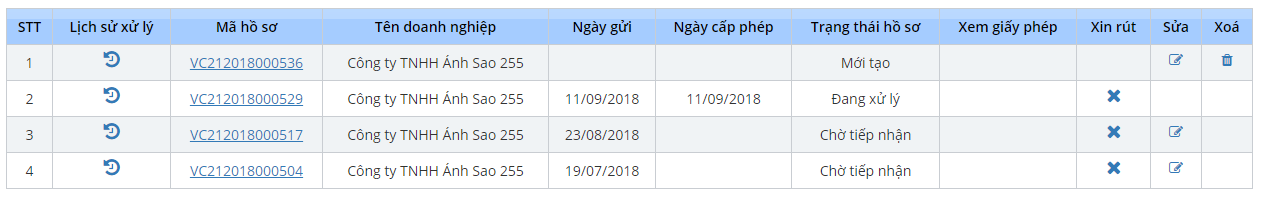 STT Lịch sử xử lý Mã hồ sơ Tên doanh nghiệp Ngày gửi Ngày cấp phép Trạng thái hồ sơ Xem giấy phép Xin rút Sửa Xoá
1 VC212018000536 Công ty TNHH Ánh Sao 255 Mới tạo
2 VC212018000529 Công ty TNHH Ánh Sao 255 11/09/2018 11/09/2018 Đang xử lý
3 VC212018000517 Công ty TNHH Ánh Sao 255 23/08/2018 Chờ tiếp nhận
4 VC212018000504 Công ty TNHH Ánh Sao 255 19/07/2018 Chờ tiếp nhận